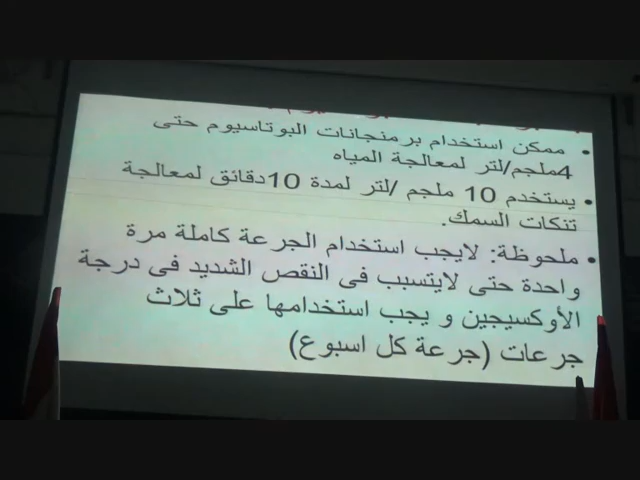 • ممكن استخدام برمنجانات البوتاسيوم حتى
4ملجم/لتر لمعالجة المياه
• يستخدم 10 ملجم /لتر لمدة 10دقائق لمعالجة
تنكات السمك.
• ملحوظة: لايجب استخدام الجرعة كاملة مرة
واحدة حتى لايتسبب فى النقص الشديد فى درجة
الأوكسيجين و يجب استخدامها على ثلاث
جرعات (جرعة كل اسبوع)